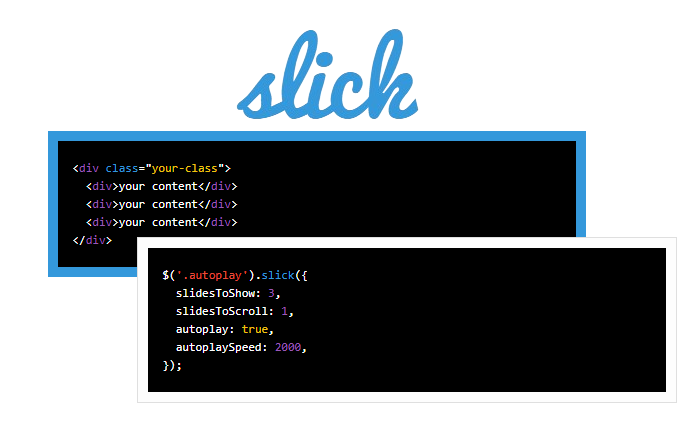 slick
<div class="your-class">
  <div>your content</div>
  <div>your content</div>
  <div>your content</div>
</div>
$('.autoplay').slick({
  slidesToShow: 3,
  slidesToScroll: 1,
  autoplay: true,
  autoplaySpeed: 2000,
});